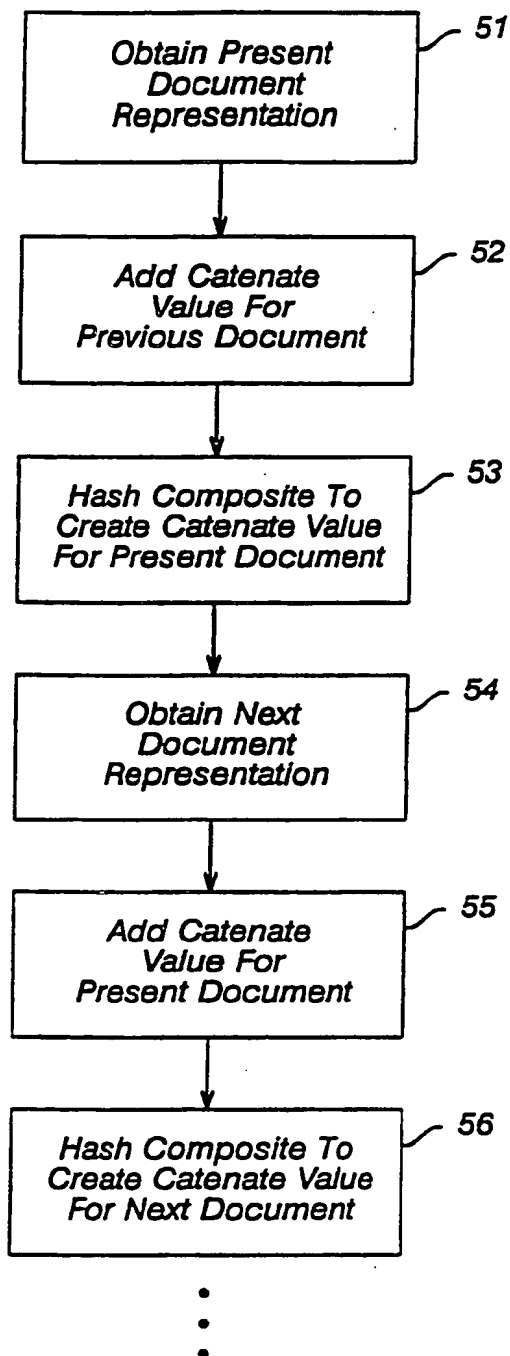 51
Obtain Present
Document
Representation
52
Add Catenate
Value For
Previous Document
53
Hash Composite To
Create Catenate Value
For Present Document
54
Obtain Next
Document
Representation
55
Add Catenate
Value For
Present Document
56
Hash Composite To
Create Catenate Value
For Next Document